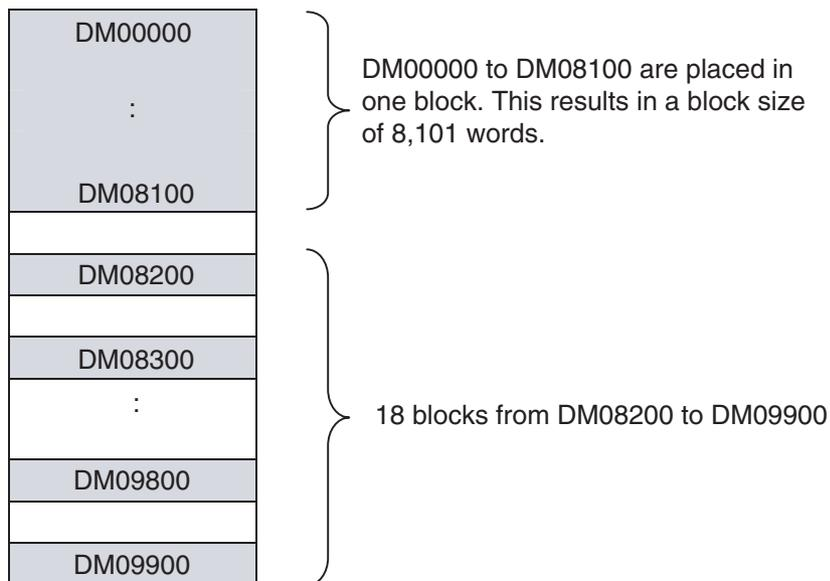 DM00000
:
DM08100
DM00000 to DM08100 are placed in
one block. This results in a block size
of 8,101 words.
DM08200
DM08300
:
DM09800
DM09900
18 blocks from DM08200 to DM09900